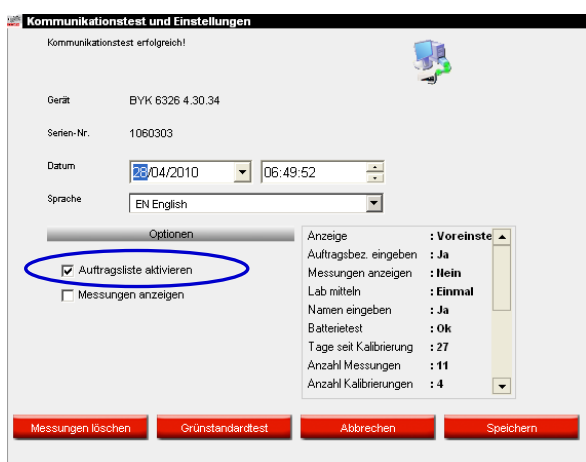 Kommunikationstest und Einstellungen
Kommunikationstest erfolgreich!
Gerät BYK 6326 4.30.34
Serien-Nr. 1060303
Datum 28/04/2010 06:49:52
Sprache EN English
Optionen
Auftragsliste aktivieren
Messungen anzeigen
Anzeige : Voreinste
Auftragsbez. eingeben : Ja
Messungen anzeigen : Nein
Lab mitteln : Einmal
Namen eingeben : Ja
Batterietest : Ok
Tage seit Kalibrierung : 27
Anzahl Messungen : 11
Anzahl Kalibrierungen : 4
Messungen löschen Grünstandardtest Abbrechen Speichern